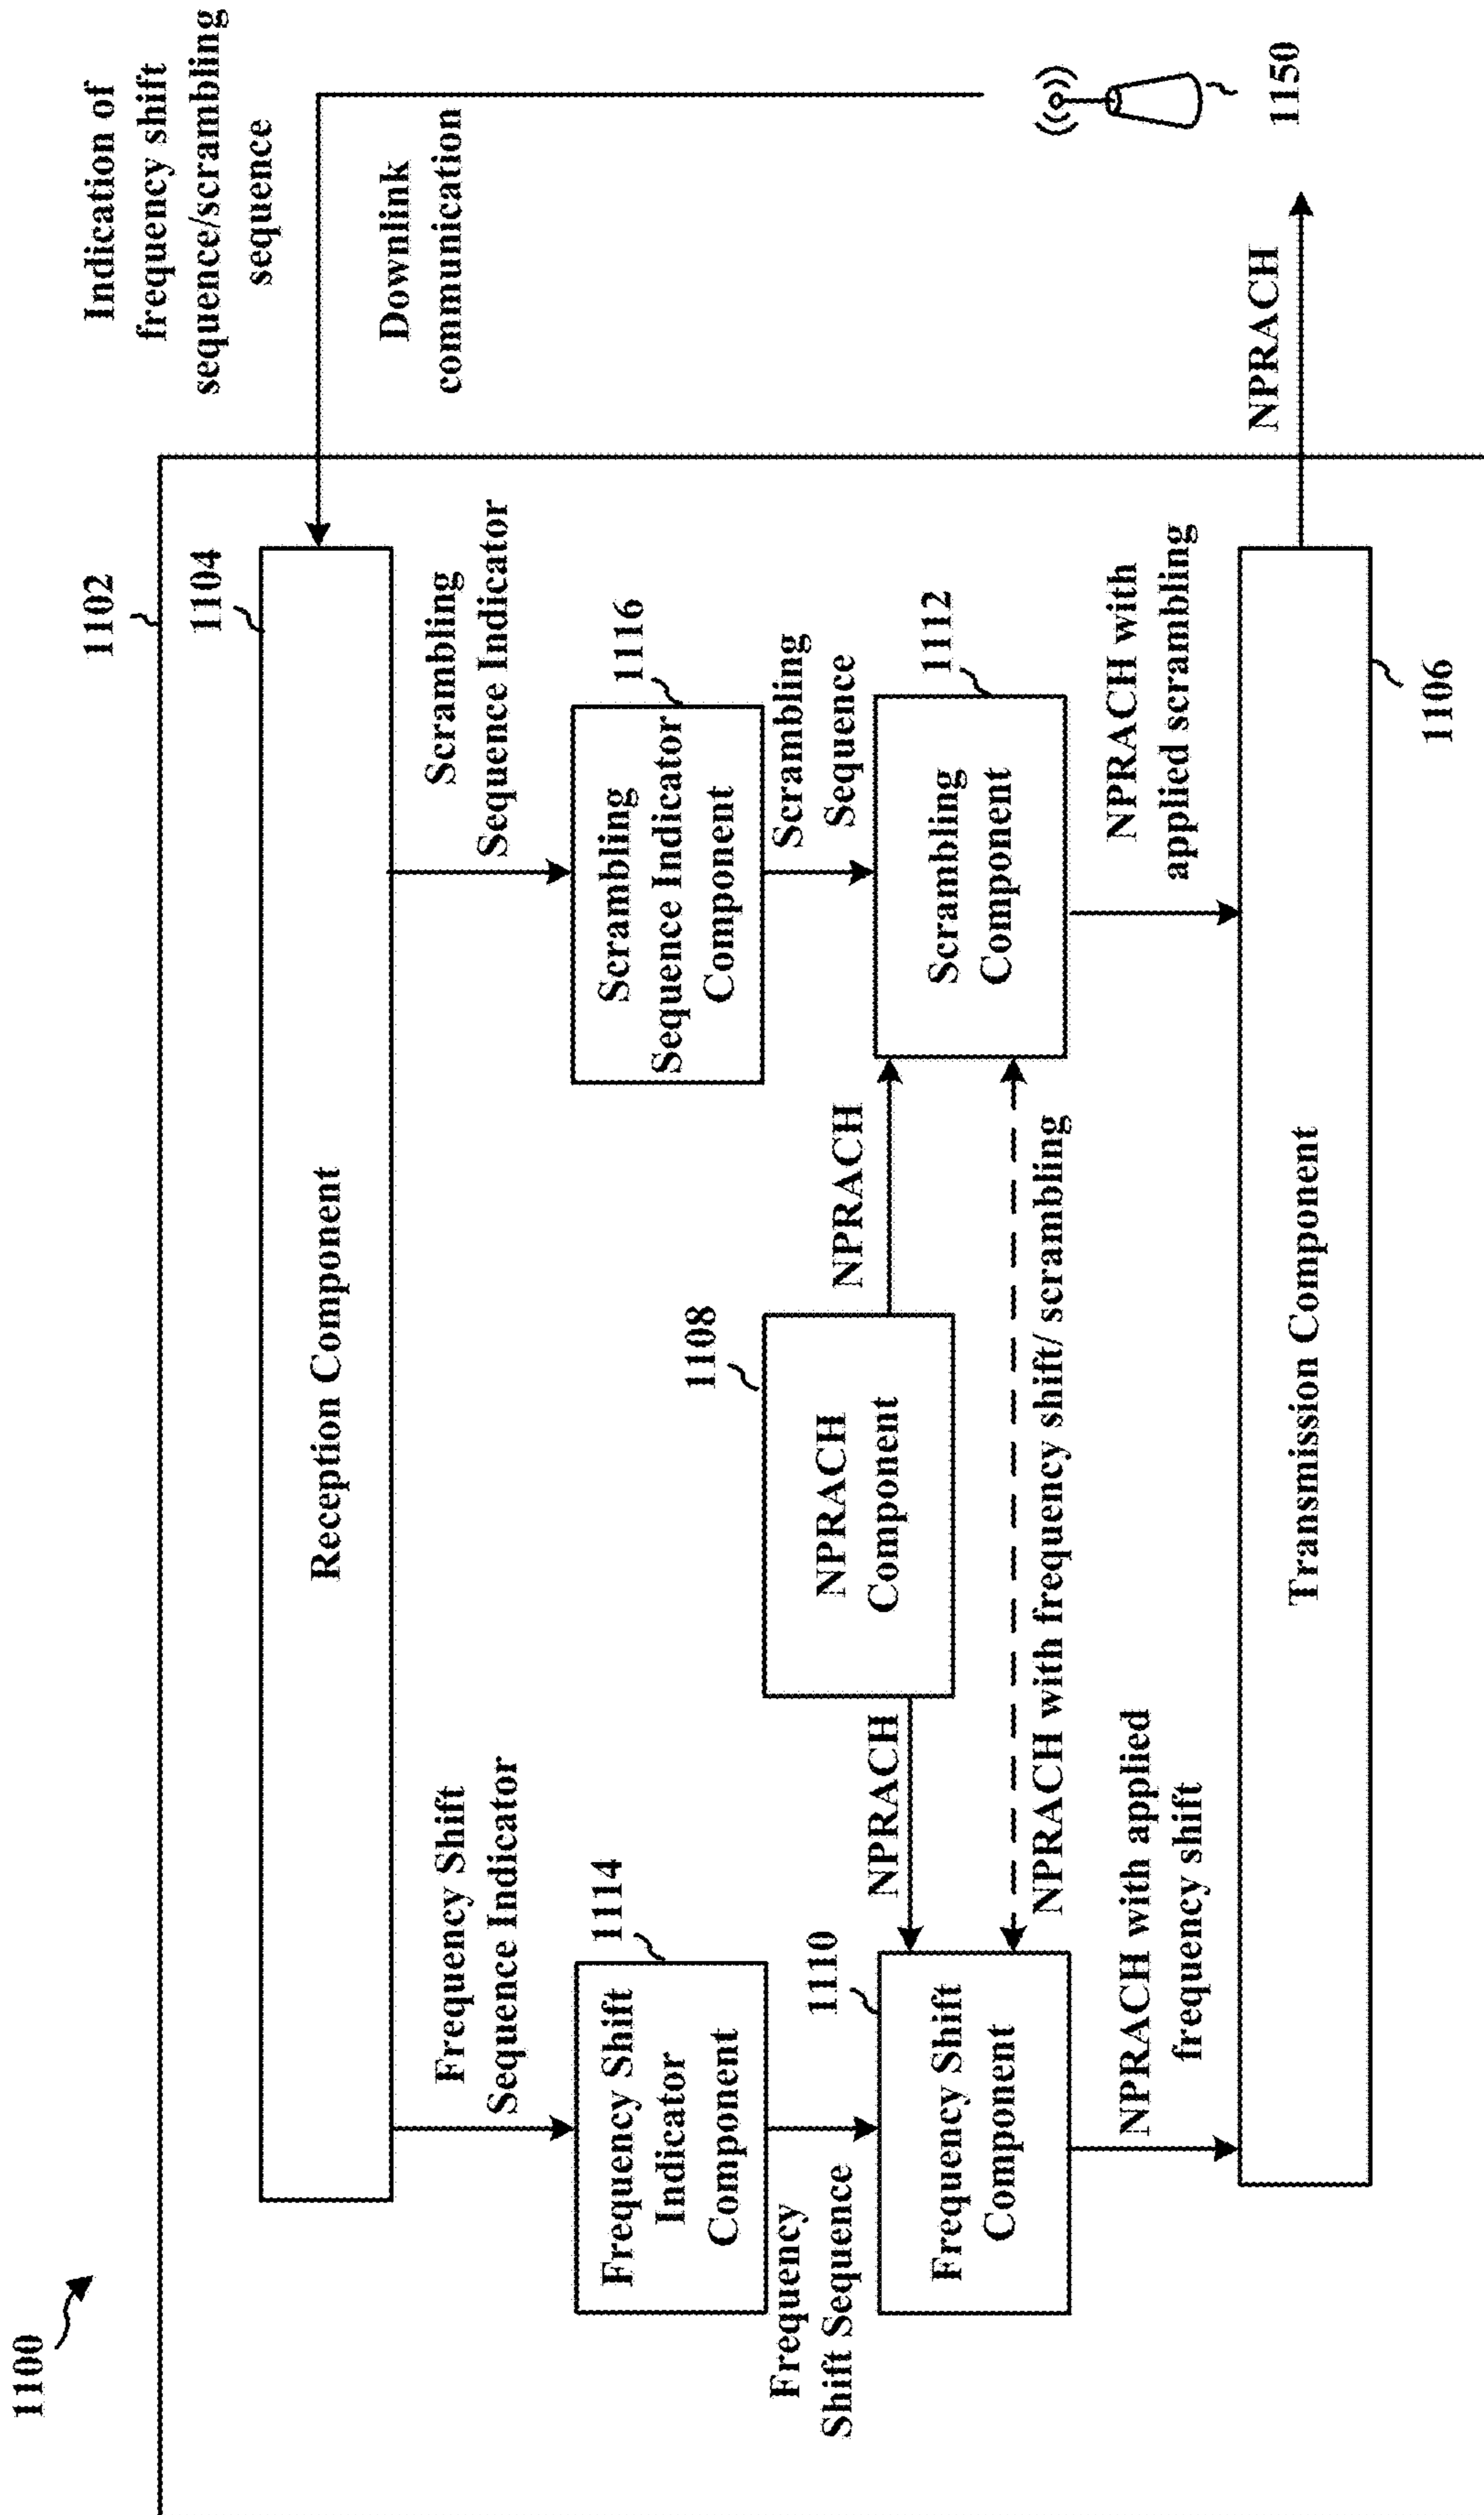 1100
1102
Indication of
frequency shift
sequence/scrambling
sequence
1104
Reception Component
Downlink
communication
Frequency Shift
Sequence Indicator
Scrambling
Sequence Indicator
1114
Frequency Shift
Indicator
Component
1116
Scrambling
Sequence Indicator
Component
Frequency
Shift Sequence
1108
NPRACH
Component
Scrambling
Sequence
1110
Frequency Shift
Component
NPRACH
NPRACH
1112
Scrambling
Component
NPRACH with frequency shift/ scrambling
NPRACH with applied
frequency shift
NPRACH with
applied scrambling
Transmission Component
1106
NPRACH
1150